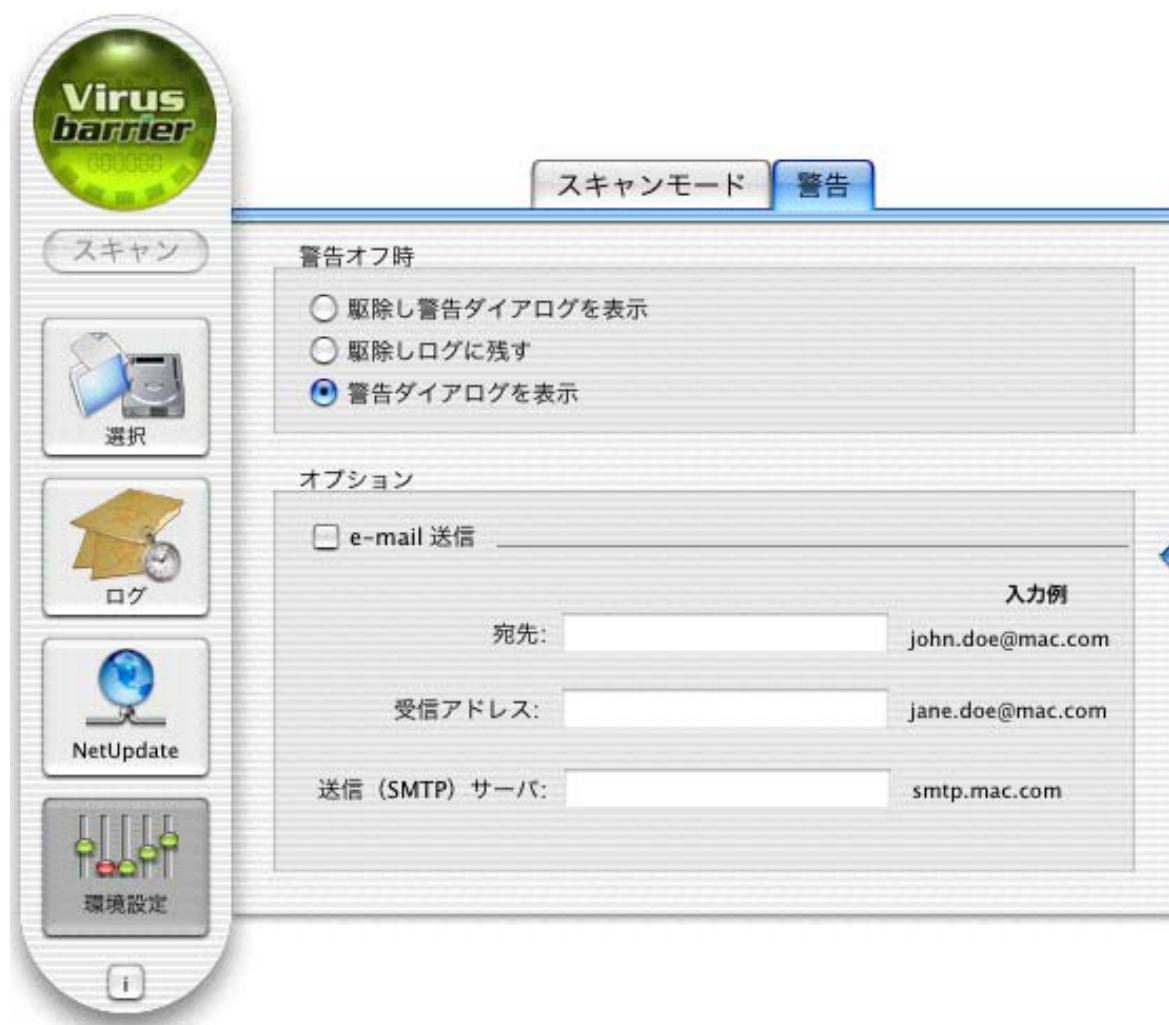 Virus
barrier
スキャン
選択
ログ
NetUpdate
環境設定
i
スキャンモード
警告
警告オフ時
駆除し警告ダイアログを表示
駆除しログに残す
警告ダイアログを表示
オプション
e-mail 送信
入力例
宛先: john.doe@mac.com
受信アドレス: jane.doe@mac.com
送信（SMTP）サーバ: smtp.mac.com